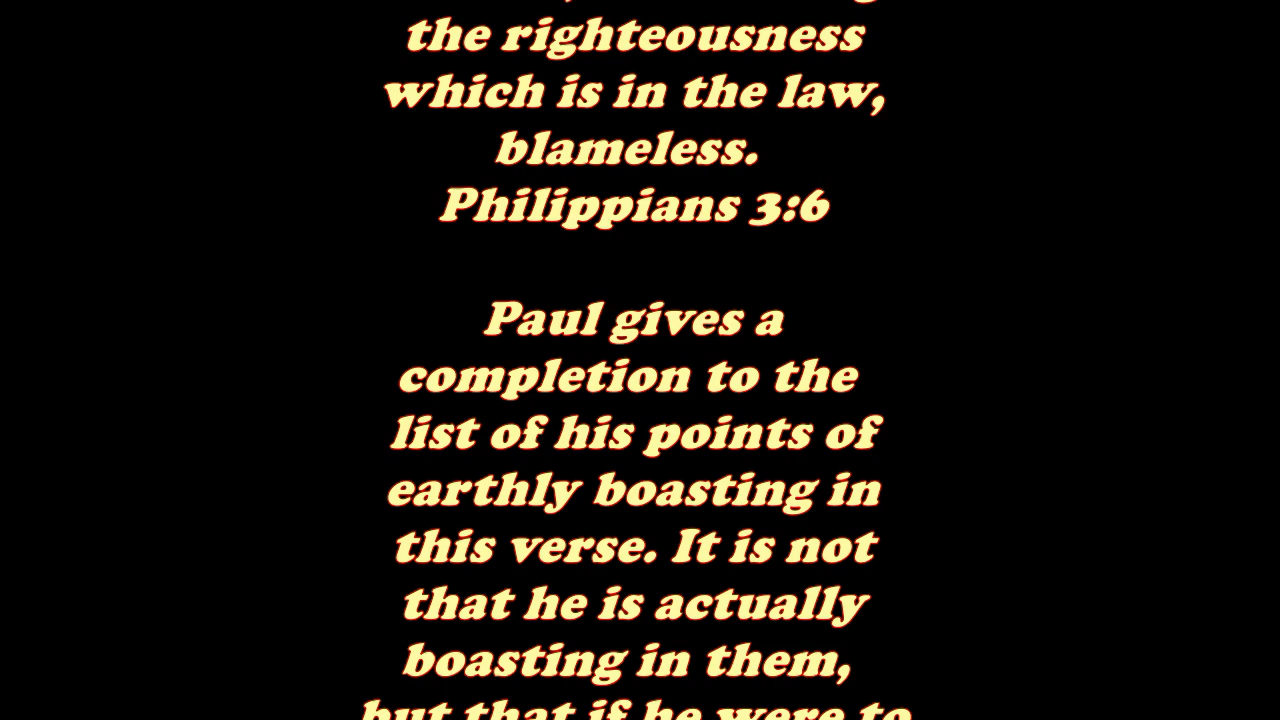 the righteousness
which is in the law,
blameless.
Philippians 3:6
Paul gives a
completion to the
list of his points of
earthly boasting in
this verse. It is not
that he is actually
boasting in them,
but that if he were to